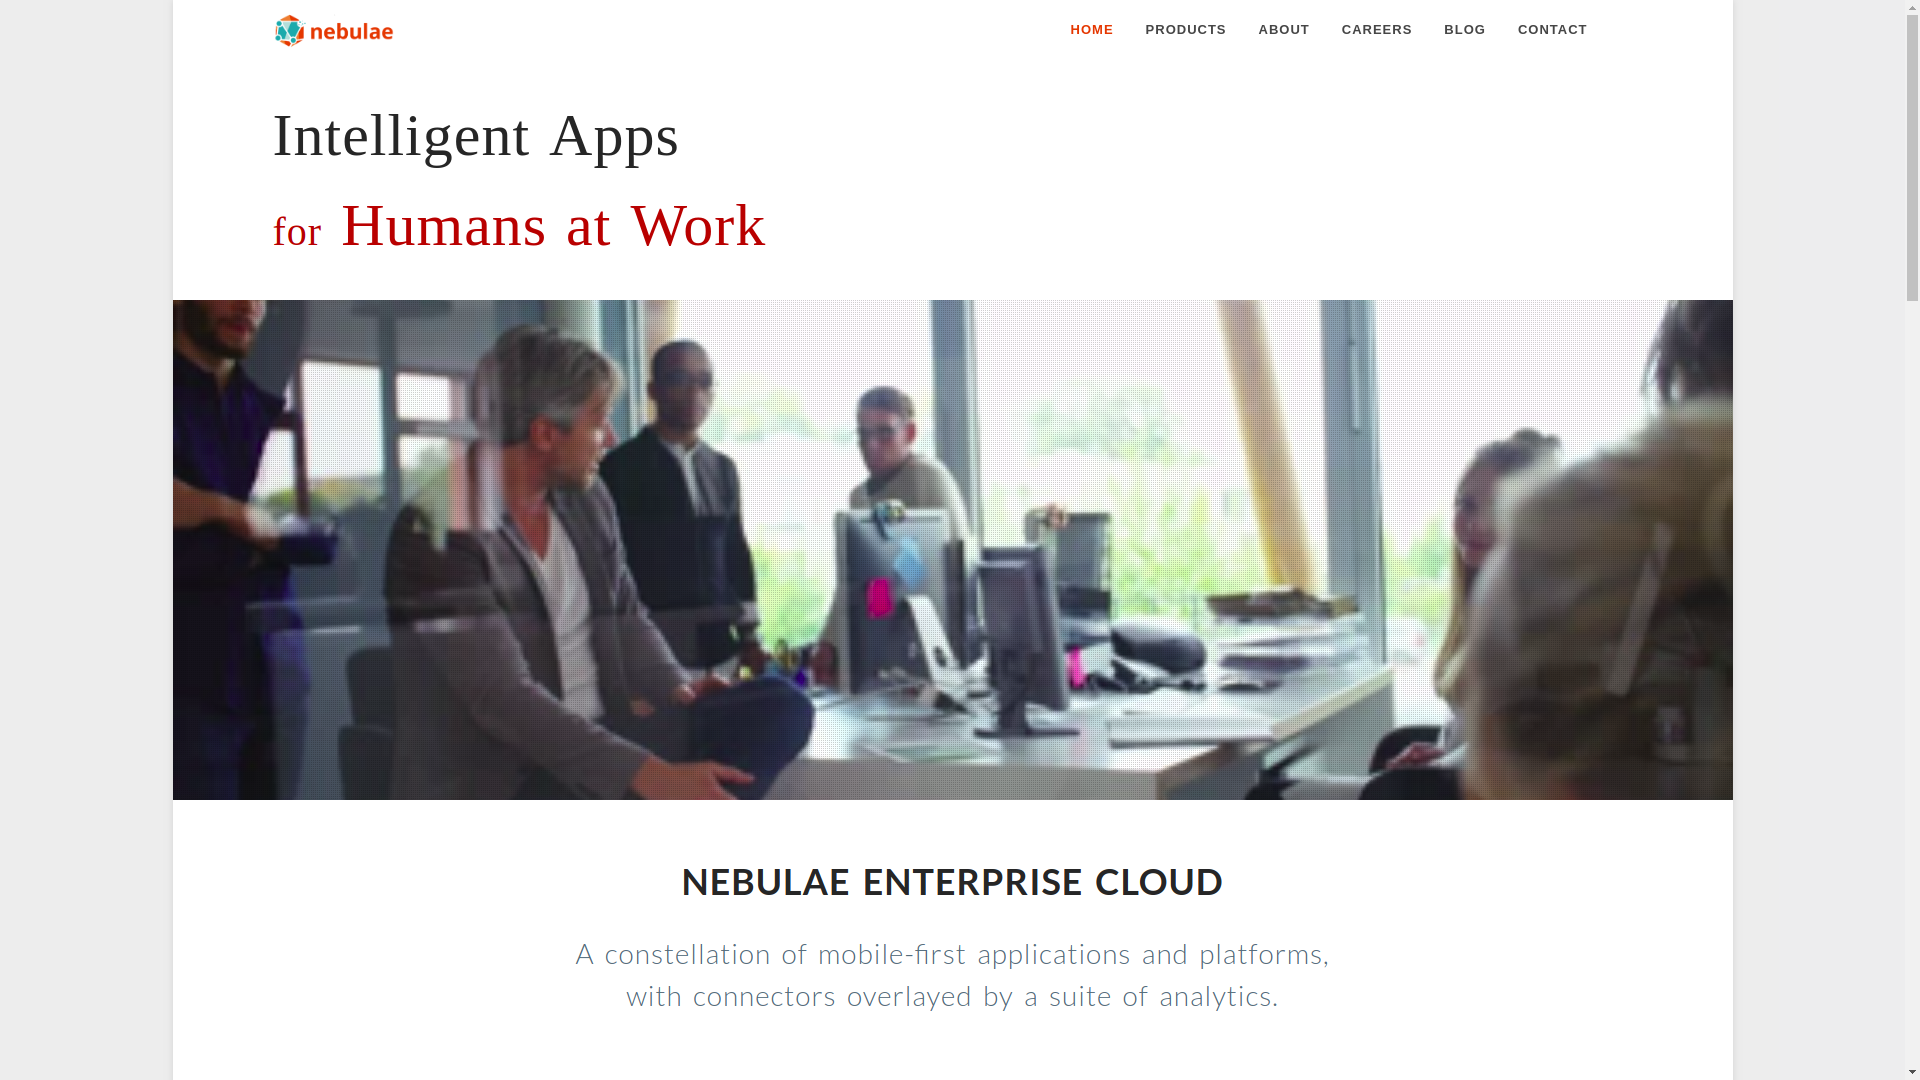 nebulae
HOME PRODUCTS ABOUT CAREERS BLOG CONTACT
Intelligent Apps
for Humans at Work
NEBULAE ENTERPRISE CLOUD
A constellation of mobile-first applications and platforms,
with connectors overlayed by a suite of analytics.